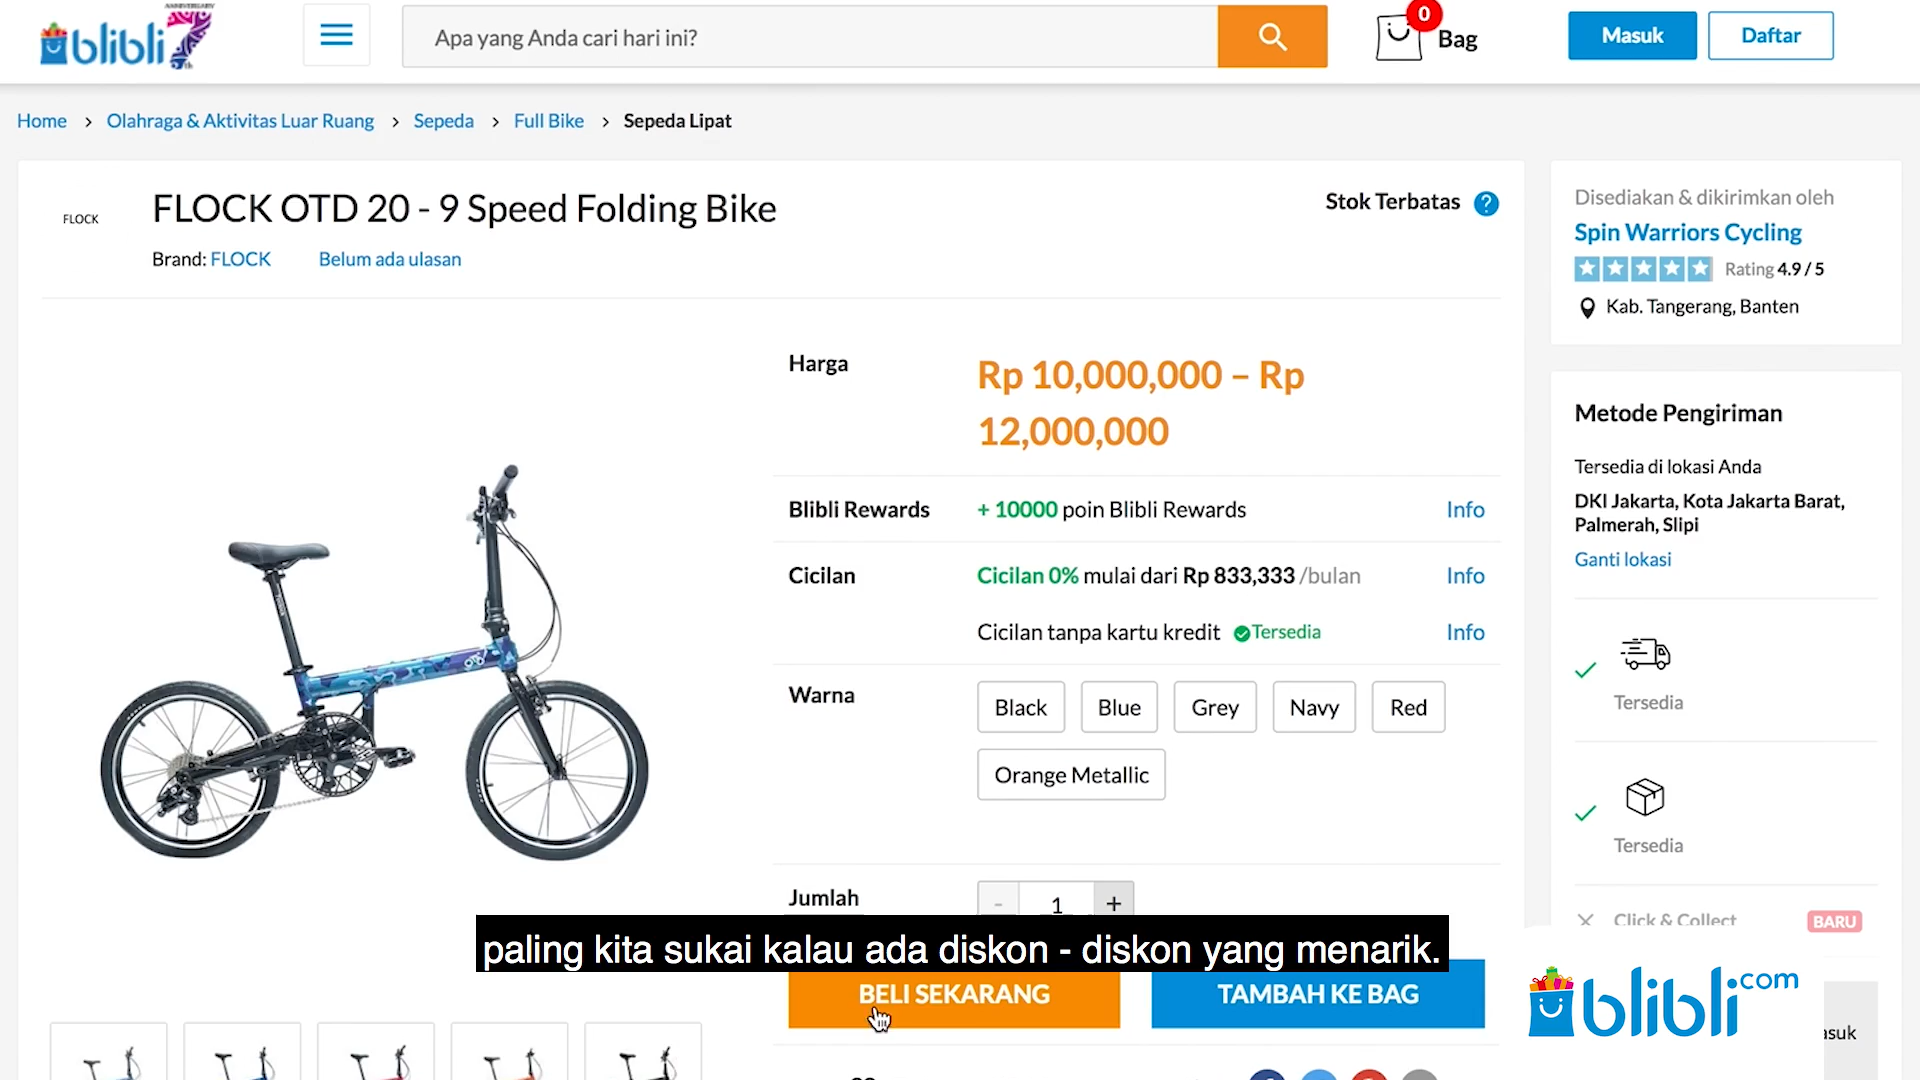 blibli
ANNIVERSARY
7th
Apa yang Anda cari hari ini?
0
Bag
Masuk
Daftar
Home > Olahraga & Aktivitas Luar Ruang > Sepeda > Full Bike > Sepeda Lipat
FLOCK
FLOCK OTD 20 - 9 Speed Folding Bike
Brand: FLOCK
Belum ada ulasan
Stok Terbatas ?
Harga
Rp 10,000,000 – Rp
12,000,000
Blibli Rewards
+ 10000 poin Blibli Rewards
Info
Cicilan
Cicilan 0% mulai dari Rp 833,333 /bulan
Info
Cicilan tanpa kartu kredit Tersedia
Info
Warna
Black
Blue
Grey
Navy
Red
Orange Metallic
Jumlah
- 1 +
paling kita sukai kalau ada diskon - diskon yang menarik.
BELI SEKARANG
TAMBAH KE BAG
Disediakan & dikirimkan oleh
Spin Warriors Cycling
Rating 4.9 / 5
Kab. Tangerang, Banten
Metode Pengiriman
Tersedia di lokasi Anda
DKI Jakarta, Kota Jakarta Barat,
Palmerah, Slipi
Ganti lokasi
Tersedia
Tersedia
Click & Collect
BARU
blibli.com
asuk